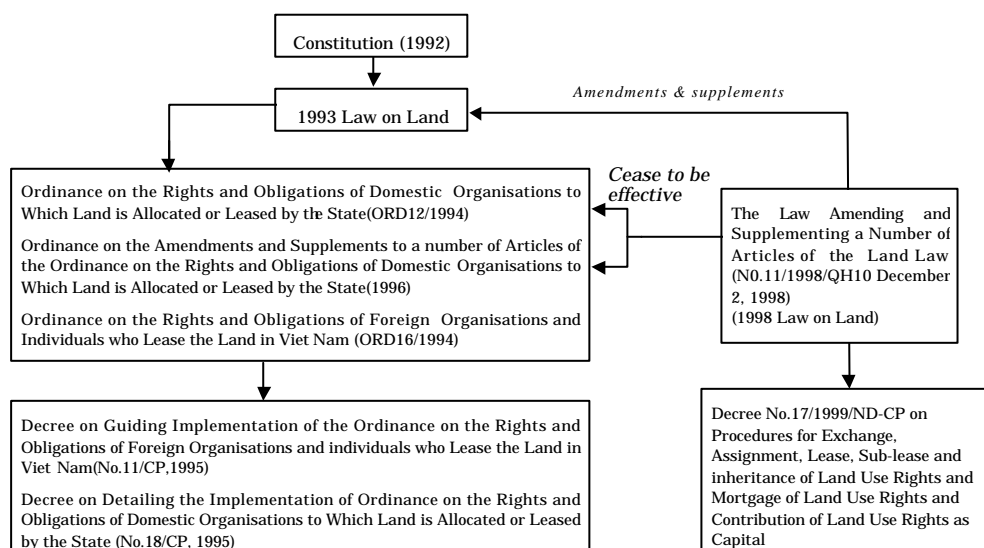 Constitution (1992)
Amendments & supplements
1993 Law on Land
Cease to be
effective
Ordinance on the Rights and Obligations of Domestic Organisations to
Which Land is Allocated or Leased by the State(ORD12/1994)
Ordinance on the Amendments and Supplements to a number of Articles of
the Ordinance on the Rights and Obligations of Domestic Organisations to
Which Land is Allocated or Leased by the State(1996)
Ordinance on the Rights and Obligations of Foreign Organisations and
Individuals who Lease the Land in Viet Nam (ORD16/1994)
The Law Amending and
Supplementing a Number of
Articles of the Land Law
(N0.11/1998/QH10 December
2, 1998)
(1998 Law on Land)
Decree on Guiding Implementation of the Ordinance on the Rights and
Obligations of Foreign Organisations and individuals who Lease the Land in
Viet Nam(No.11/CP,1995)
Decree on Detailing the Implementation of Ordinance on the Rights and
Obligations of Domestic Organisations to Which Land is Allocated or Leased
by the State (No.18/CP, 1995)
Decree No.17/1999/ND-CP on
Procedures for Exchange,
Assignment, Lease, Sub-lease and
inheritance of Land Use Rights and
Mortgage of Land Use Rights and
Contribution of Land Use Rights as
Capital